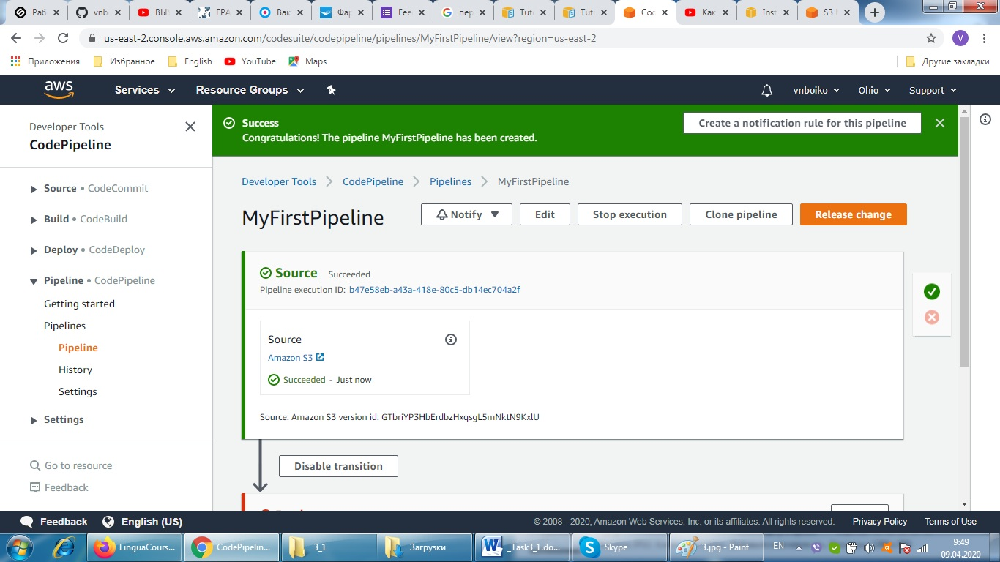 Раб
vnb
ВЫ
EPA
Вак
Фар
Fee
пер
Tuto
Tuto
Coc
Как
Inst
S3 M
us-east-2.console.aws.amazon.com/codesuite/codepipeline/pipelines/MyFirstPipeline/view?region=us-east-2
V
Приложения Избранное English YouTube Maps Другие закладки
aws Services Resource Groups vnboiko Ohio Support
Developer Tools
CodePipeline
Source • CodeCommit
Build • CodeBuild
Deploy • CodeDeploy
Pipeline • CodePipeline
Getting started
Pipelines
Pipeline
History
Settings
Settings
Go to resource
Feedback
Success
Congratulations! The pipeline MyFirstPipeline has been created.
Create a notification rule for this pipeline
Developer Tools CodePipeline Pipelines MyFirstPipeline
MyFirstPipeline
Notify Edit Stop execution Clone pipeline Release change
Source Succeeded
Pipeline execution ID: b47e58eb-a43a-418e-80c5-db14ec704a2f
Source
Amazon S3
Succeeded - Just now
Source: Amazon S3 version id: GTbriYP3HbErdbzHxqsgL5mNktN9KxlU
Disable transition
Feedback English (US) © 2008 - 2020, Amazon Web Services, Inc. or its affiliates. All rights reserved. Privacy Policy Terms of Use
LinguaCours... CodePipelin... 3_1 Загрузки _Task3_1.do... Skype 3.jpg - Paint EN 9:49
09.04.2020